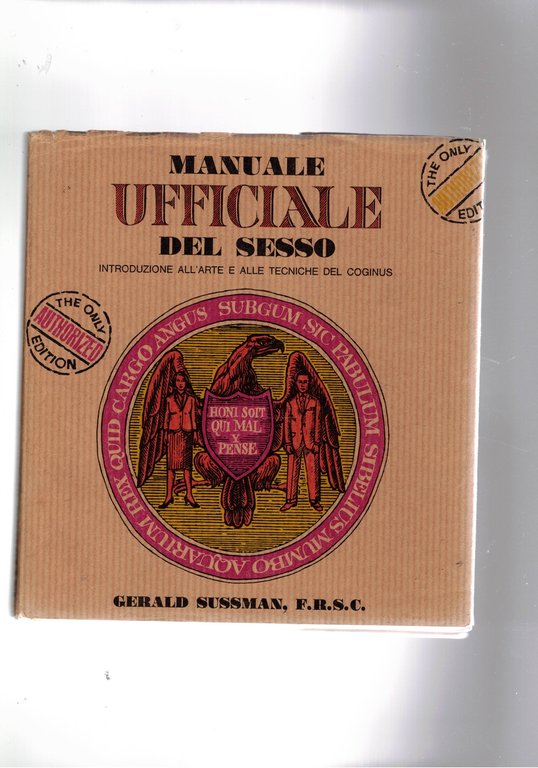 MANUALE
UFFICIALE
DEL SESSO
INTRODUZIONE ALL'ARTE E ALLE TECNICHE DEL COGINUS
THE ONLY
EDIT
THE ONLY
AUTHORIZED
EDITION
SUBGUM SIC PABULUM SIBELIUS MUMBO AQUARIUM REX QUID CARGO ANGUS
HONI SOIT
QUI MAL
Y
PENSE
GERALD SUSSMAN, F.R.S.C.